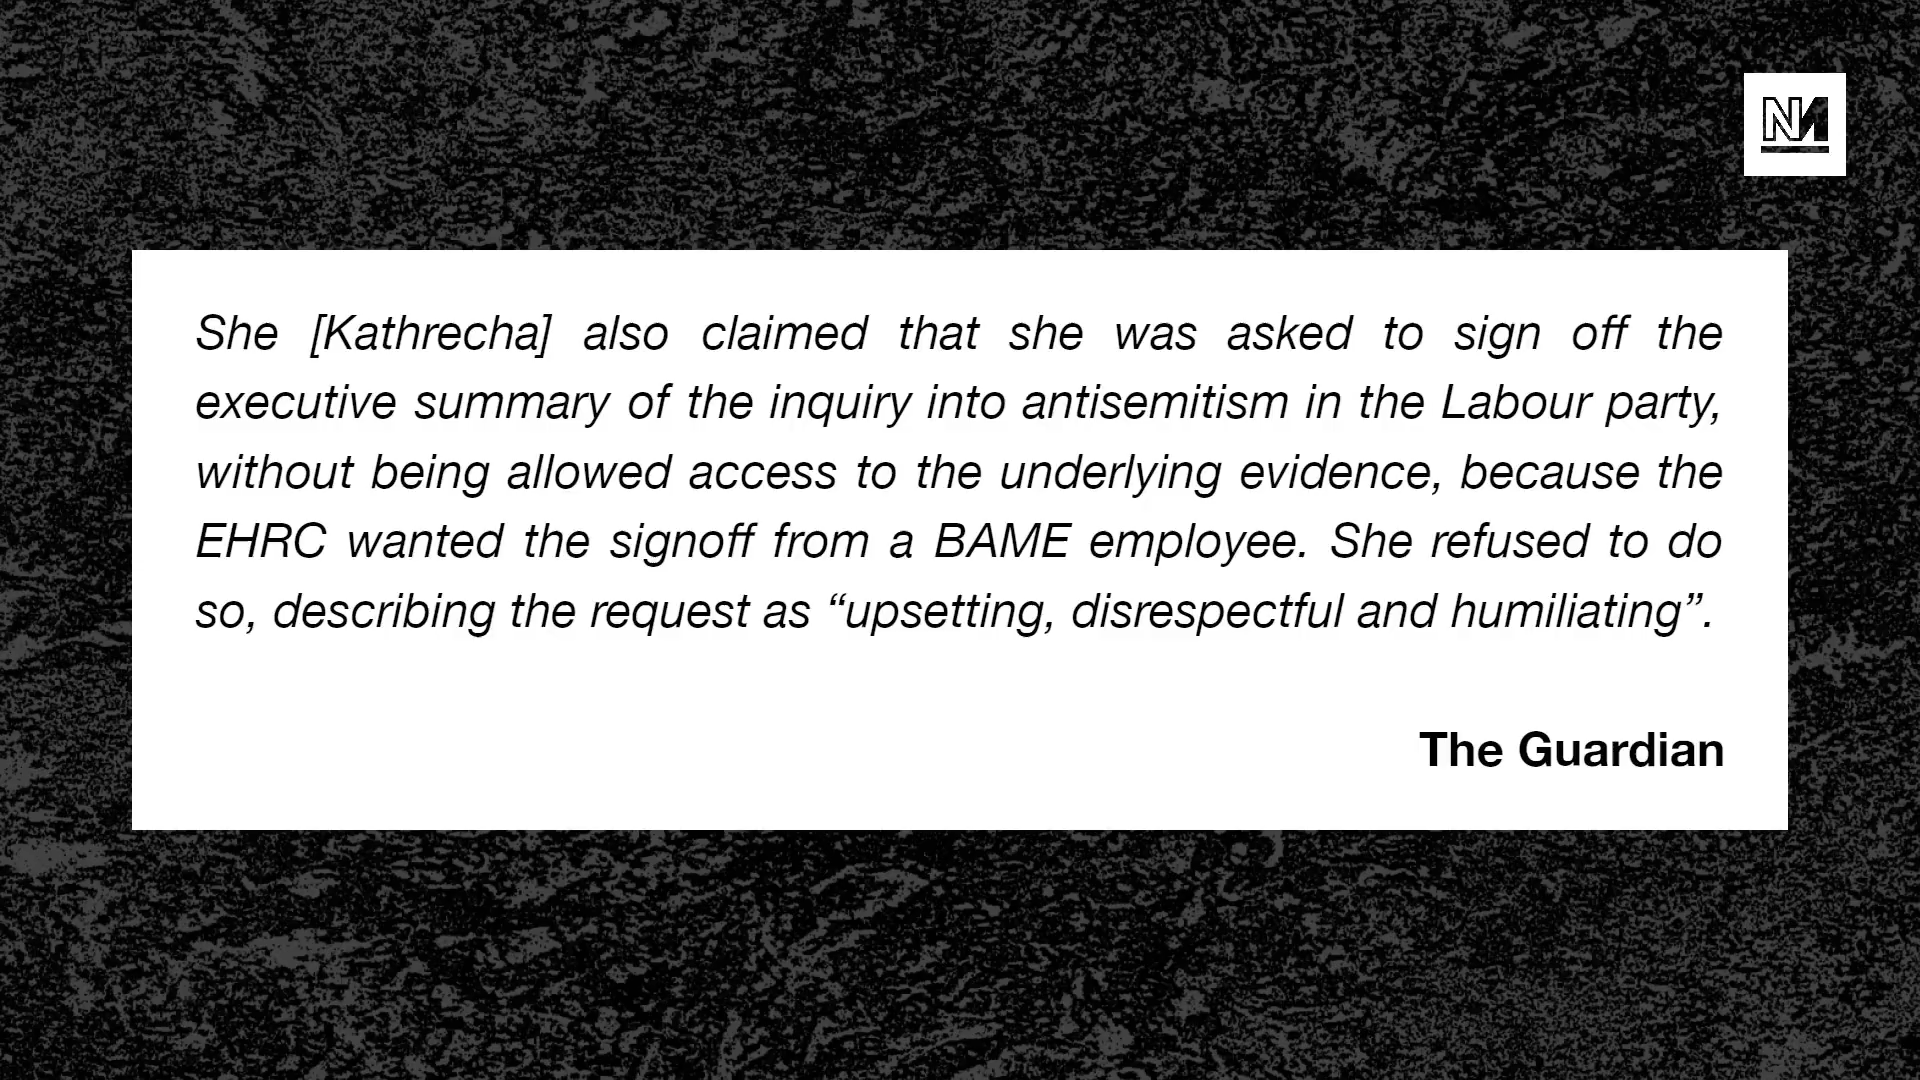 NM
She [Kathrecha] also claimed that she was asked to sign off the
executive summary of the inquiry into antisemitism in the Labour party,
without being allowed access to the underlying evidence, because the
EHRC wanted the signoff from a BAME employee. She refused to do
so, describing the request as “upsetting, disrespectful and humiliating”.
The Guardian